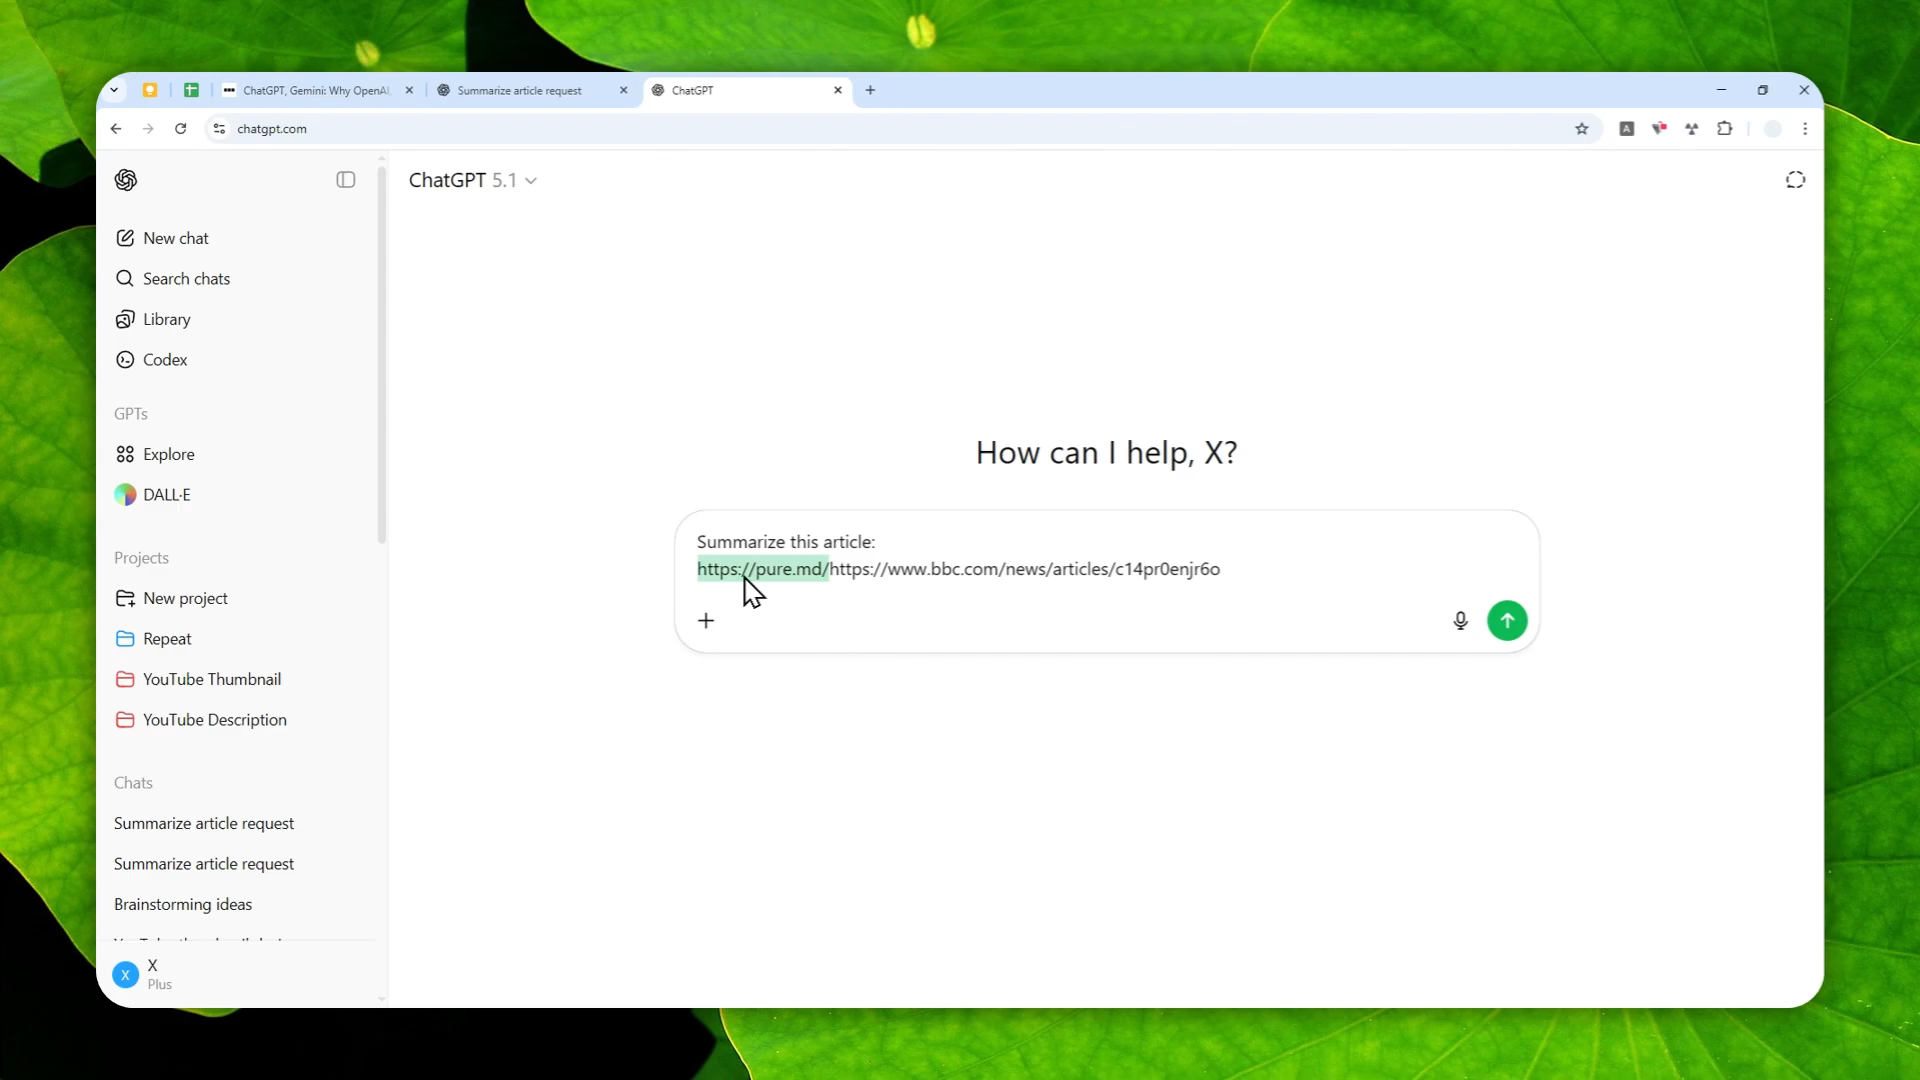 ChatGPT, Gemini: Why OpenAI
Summarize article request
ChatGPT
chatgpt.com
A
ChatGPT 5.1
New chat
Search chats
Library
Codex
GPTs
Explore
DALL·E
Projects
New project
Repeat
YouTube Thumbnail
YouTube Description
Chats
Summarize article request
Summarize article request
Brainstorming ideas
X
X
Plus
How can I help, X?
Summarize this article:
https://pure.md/https://www.bbc.com/news/articles/c14pr0enjr6o